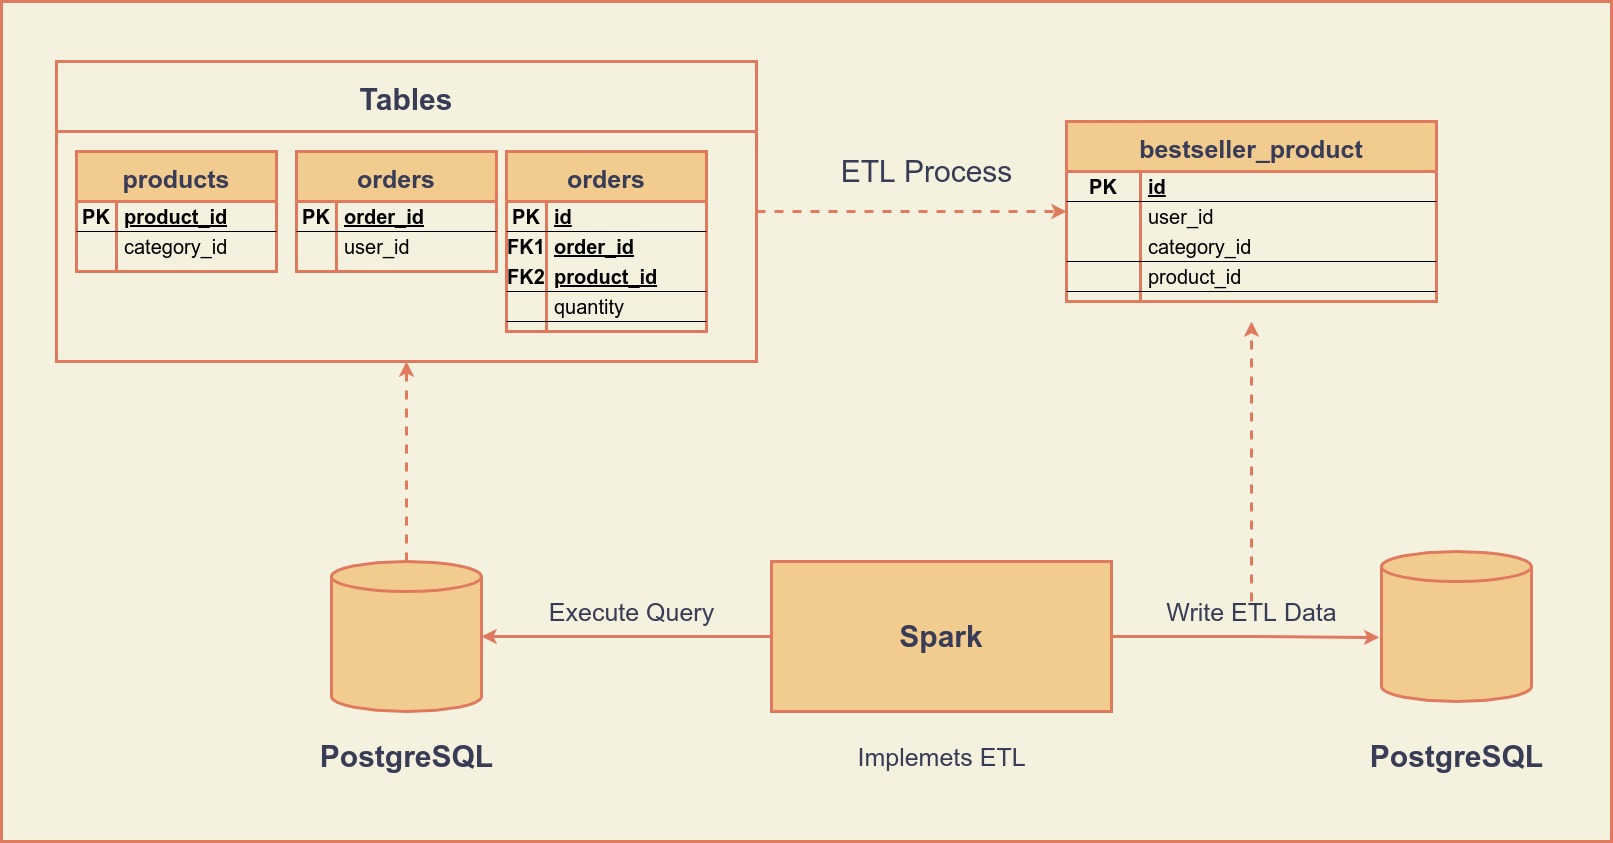 Tables
products
PK product_id
category_id
orders
PK order_id
user_id
orders
PK id
FK1 order_id
FK2 product_id
quantity
ETL Process
bestseller_product
PK id
user_id
category_id
product_id
Execute Query
Spark
Write ETL Data
PostgreSQL
Implemets ETL
PostgreSQL